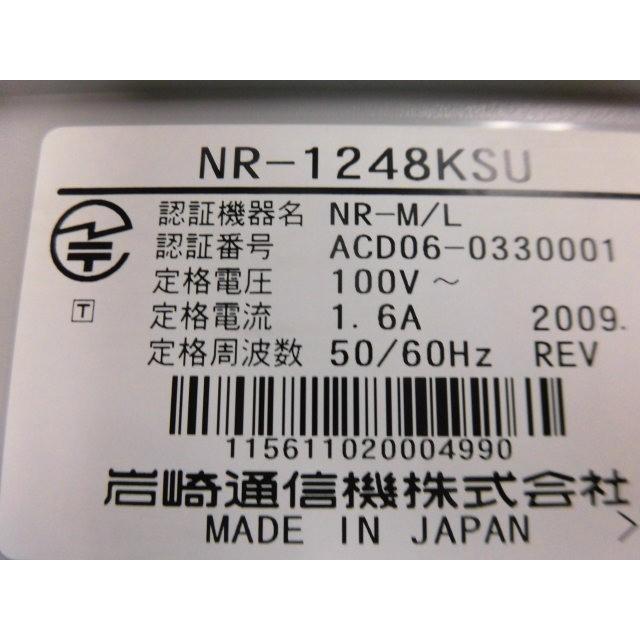 NR-1248KSU
認証機器名 NR-M/L
認証番号 ACD06-0330001
定格電圧 100V ~
T
定格電流 1.6A 2009.
定格周波数 50/60Hz REV
115611020004990
岩崎通信機株式会社
MADE IN JAPAN